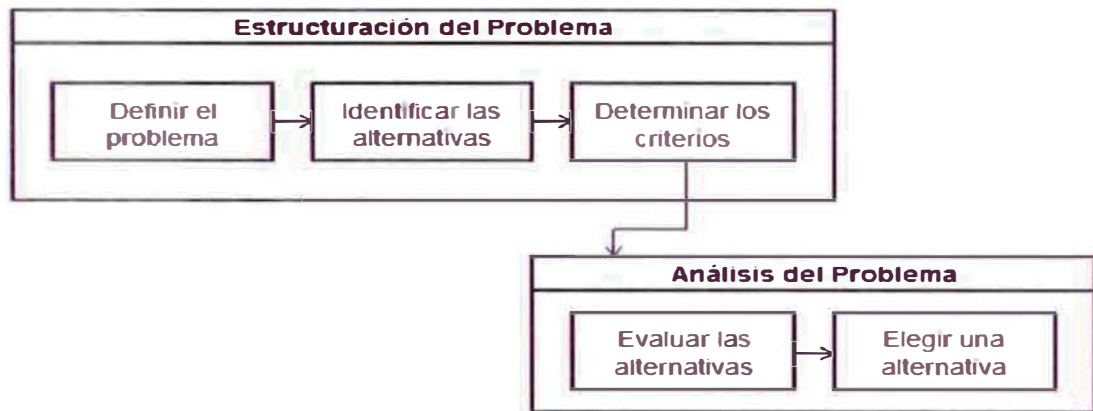 Estructuración del Problema
Definir el
problema
Identificar las
alternativas
Determinar los
criterios
Análisis del Problema
Evaluar las
alternativas
Elegir una
alternativa